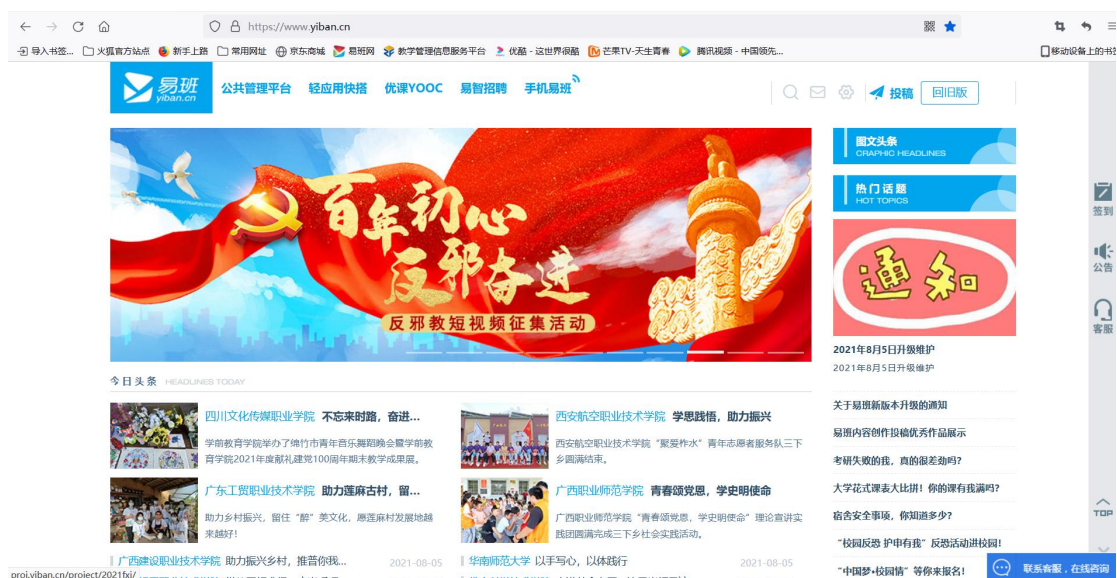 https://www.yiban.cn
导入书签...
火狐官方站点
新手上路
常用网址
京东商城
易班网
教学管理信息服务平台
优酷 - 这世界很酷
芒果TV-天生青春
腾讯视频 - 中国领先...
移动设备上的书签
易班
yiban.cn
公共管理平台
轻应用快搭
优课YOOC
易智招聘
手机易班
投稿
回旧版
百年初心
反邪奋进
反邪教短视频征集活动
图文头条
CRAPHIC HEADLINES
热门话题
HOT TOPICS
通知
签到
公告
客服
2021年8月5日升级维护
2021年8月5日升级维护
今日头条 HEADLINES TODAY
四川文化传媒职业学院 不忘来时路，奋进...
学前教育学院举办了绵竹市青年音乐舞蹈晚会暨学前教
育学院2021年度献礼建党100周年期末教学成果展。
西安航空职业技术学院 学思践悟，助力振兴
西安航空职业技术学院“聚爱柞水”青年志愿者服务队三下
乡圆满结束。
广东工贸职业技术学院 助力莲麻古村，留...
助力乡村振兴，留住“醉”美文化，愿莲麻村发展地越
来越好！
广西职业师范学院 青春颂党恩，学史明使命
广西职业师范学院“青春颂党恩，学史明使命”理论宣讲实
践团圆满完成三下乡社会实践活动。
广西建设职业技术学院 助力振兴乡村，推普你我... 2021-08-05
华南师范大学 以手写心，以体践行 2021-08-05
关于易班新版本升级的通知
易班内容创作投稿优秀作品展示
考研失败的我，真的很差劲吗？
大学花式课表大比拼！你的课有我满吗？
宿舍安全事项，你知道多少？
“校园反恐 护中有我”反恐活动进校园！
“中国梦•校园情”等你来报名！
TOP
联系客服，在线咨询
proj.yiban.cn/project/2021fxj/